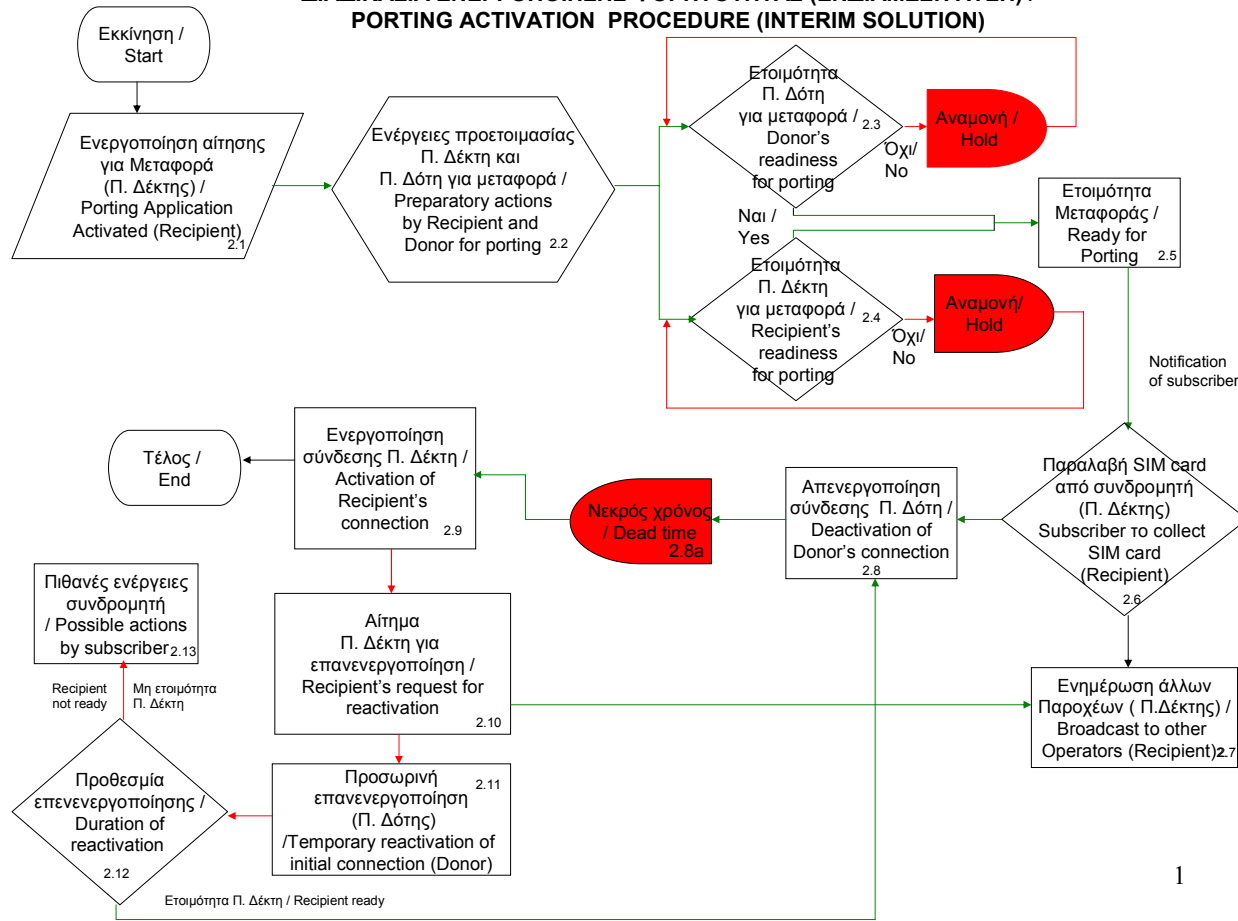 PORTING ACTIVATION PROCEDURE (INTERIM SOLUTION)
Εκκίνηση /
Start
Ενεργοποίηση αίτησης
για Μεταφορά
(Π. Δέκτης) /
Porting Application
Activated (Recipient)
2.1
Ενέργειες προετοιμασίας
Π. Δέκτη και
Π. Δότη για μεταφορά /
Preparatory actions
by Recipient and
Donor for porting
2.2
Ετοιμότητα
Π. Δότη
για μεταφορά /
Donor's
readiness
for porting
2.3
Όχι/
No
Αναμονή /
Hold
Ναι /
Yes
Ετοιμότητα
Π. Δέκτη
για μεταφορά /
Recipient's
readiness
for porting
2.4
Όχι/
No
Αναμονή/
Hold
Ετοιμότητα
Μεταφοράς /
Ready for
Porting
2.5
Notification
of subscriber
Παραλαβή SIM card
από συνδρομητή
(Π. Δέκτης)
Subscriber το collect
SIM card
(Recipient)
2.6
Ενημέρωση άλλων
Παροχέων ( Π.Δέκτης) /
Broadcast to other
Operators (Recipient)
2.7
Απενεργοποίηση
σύνδεσης Π. Δότη /
Deactivation of
Donor's connection
2.8
Νεκρός χρόνος
/ Dead time
2.8a
Ενεργοποίηση
σύνδεσης Π. Δέκτη /
Activation of
Recipient's
connection
2.9
Τέλος /
End
Αίτημα
Π. Δέκτη για
επανενεργοποίηση /
Recipient's request for
reactivation
2.10
Προσωρινή
επανενεργοποίηση
(Π. Δότης)
/Temporary reactivation of
initial connection (Donor)
2.11
Προθεσμία
επενενεργοποίησης /
Duration of
reactivation
2.12
Recipient
not ready
Μη ετοιμότητα
Π. Δέκτη
Πιθανές ενέργειες
συνδρομητή
/ Possible actions
by subscriber
2.13
Ετοιμότητα Π. Δέκτη / Recipient ready
1